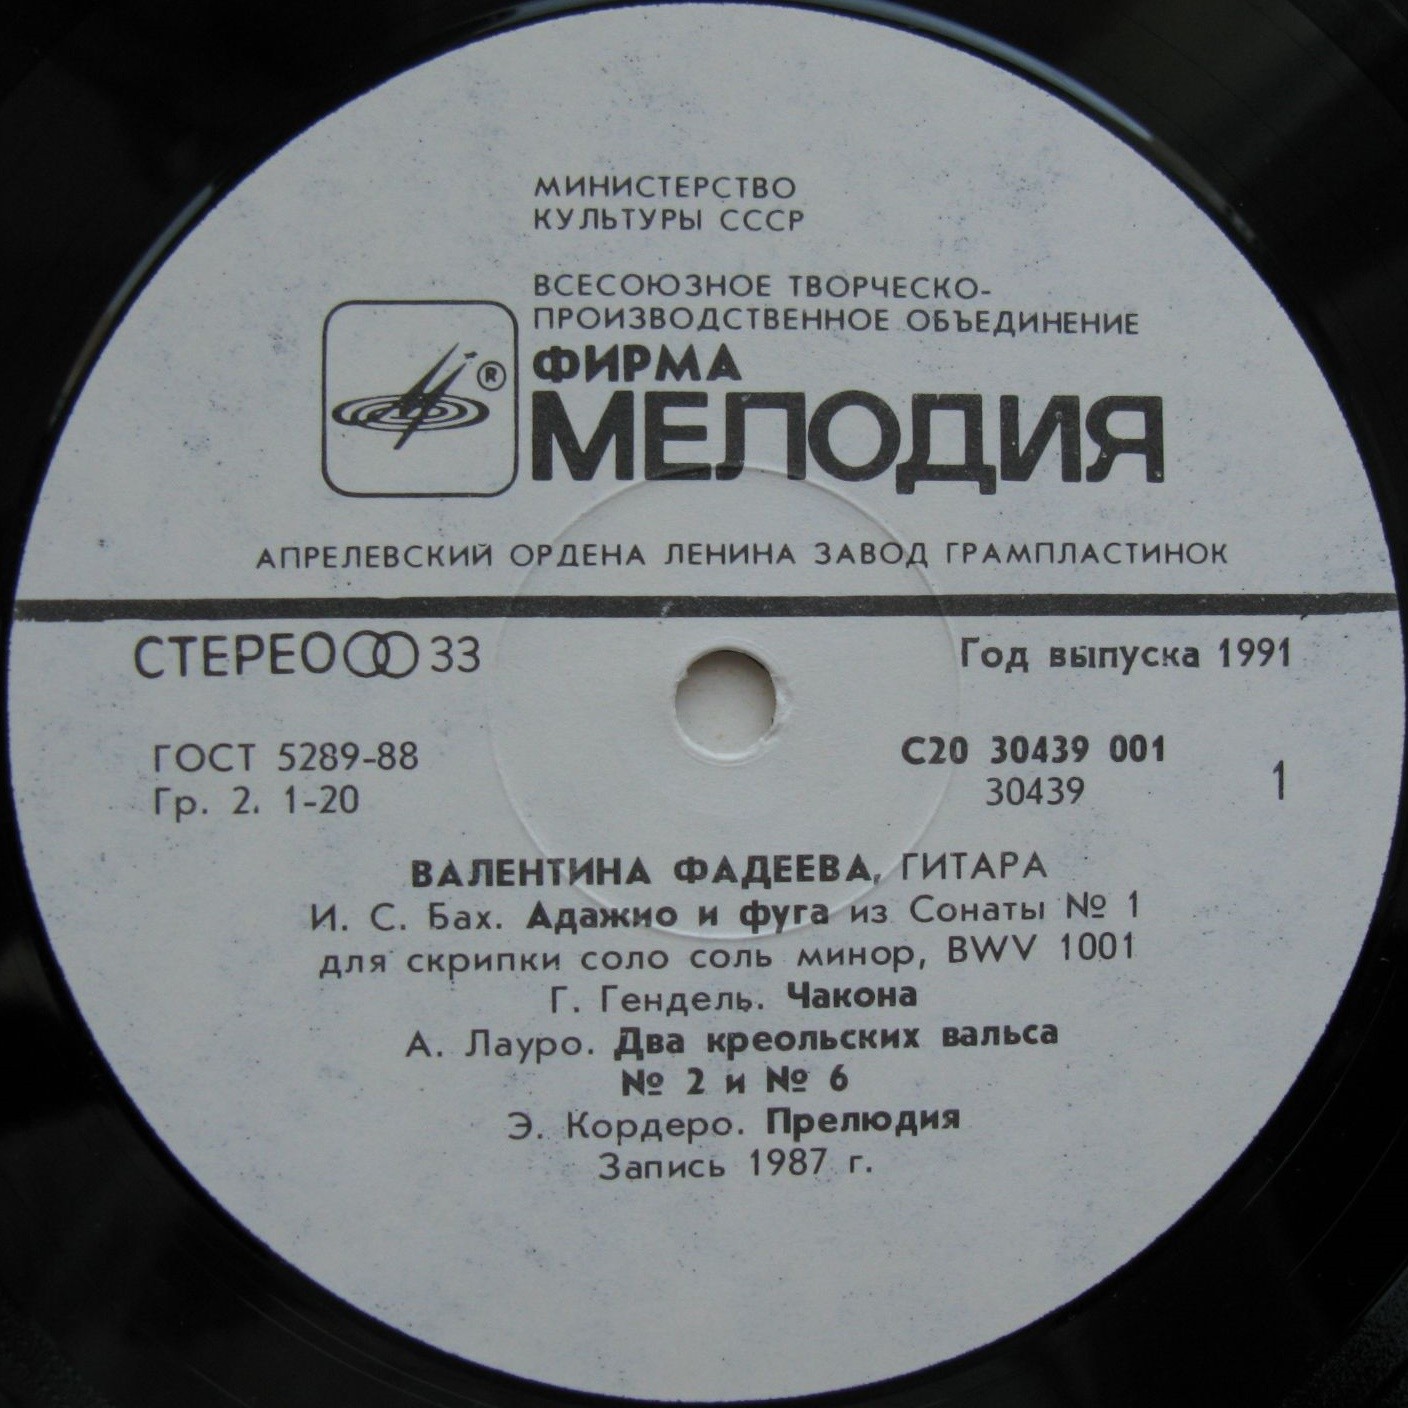 МИНИСТЕРСТВО
КУЛЬТУРЫ СССР
ВСЕСОЮЗНОЕ ТВОРЧЕСКО-
ПРОИЗВОДСТВЕННОЕ ОБЪЕДИНЕНИЕ
ФИРМА
®
МЕЛОДИЯ
АПРЕЛЕВСКИЙ ОРДЕНА ЛЕНИНА ЗАВОД ГРАМПЛАСТИНОК
СТЕРЕО 33
Год выпуска 1991
ГОСТ 5289-88
Гр. 2. 1-20
С20 30439 001
30439
1
ВАЛЕНТИНА ФАДЕЕВА, ГИТАРА
И. С. Бах. Адажио и фуга из Сонаты № 1
для скрипки соло соль минор, BWV 1001
Г. Гендель. Чакона
А. Лауро. Два креольских вальса
№ 2 и № 6
Э. Кордеро. Прелюдия
Запись 1987 г.